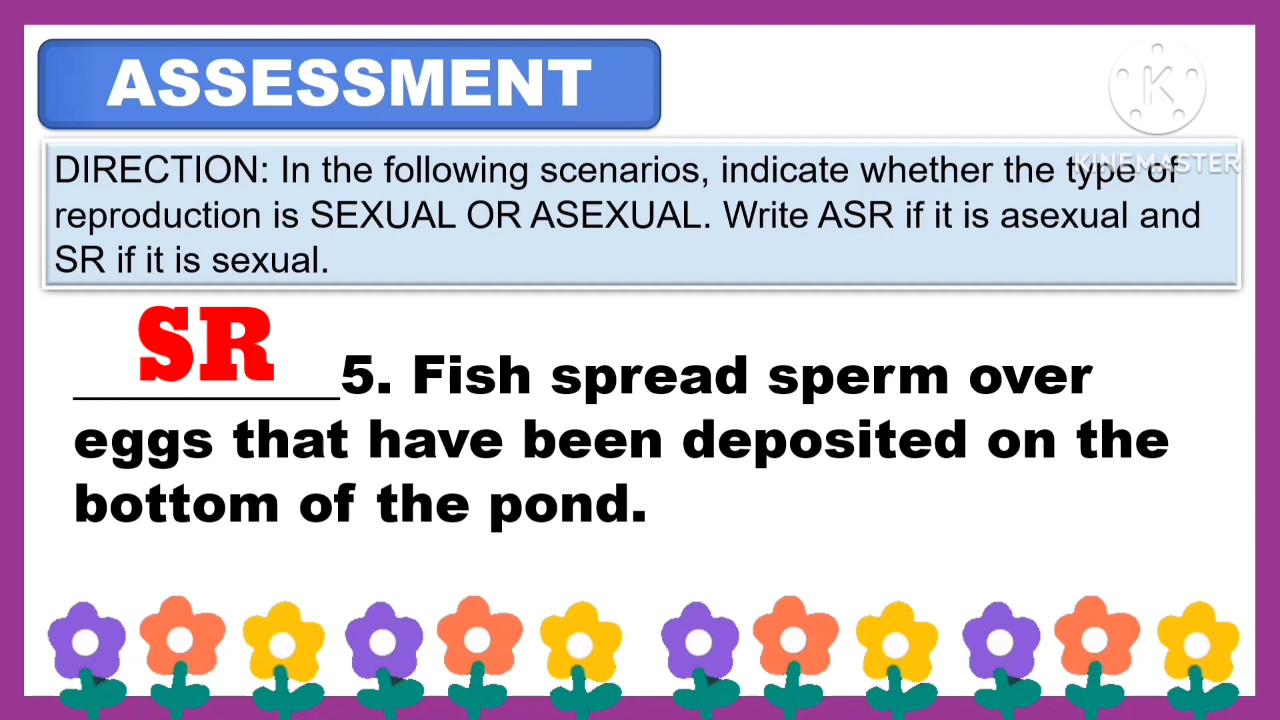 ASSESSMENT
K
KINEMASTER
DIRECTION: In the following scenarios, indicate whether the type of
reproduction is SEXUAL OR ASEXUAL. Write ASR if it is asexual and
SR if it is sexual.
SR
__________5. Fish spread sperm over
eggs that have been deposited on the
bottom of the pond.